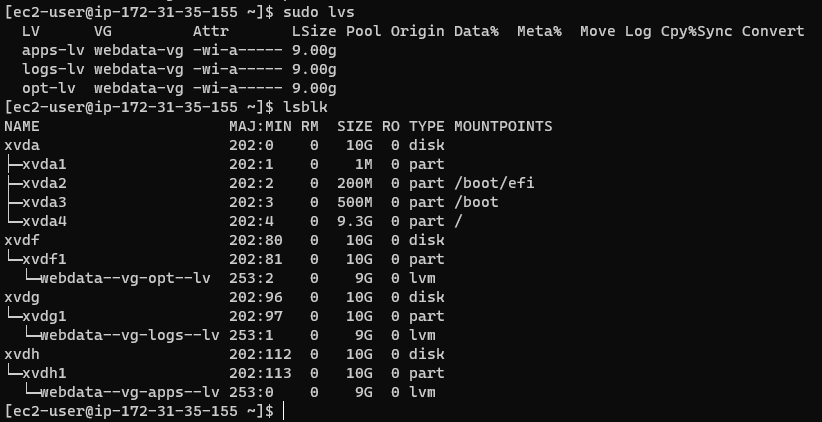 [ec2-user@ip-172-31-35-155 ~]$ sudo lvs
  LV      VG         Attr       LSize Pool Origin Data%  Meta%  Move Log Cpy%Sync Convert
  apps-lv webdata-vg -wi-a----- 9.00g
  logs-lv webdata-vg -wi-a----- 9.00g
  opt-lv  webdata-vg -wi-a----- 9.00g
[ec2-user@ip-172-31-35-155 ~]$ lsblk
NAME                     MAJ:MIN RM  SIZE RO TYPE MOUNTPOINTS
xvda                     202:0    0   10G  0 disk
├─xvda1                  202:1    0    1M  0 part
├─xvda2                  202:2    0  200M  0 part /boot/efi
├─xvda3                  202:3    0  500M  0 part /boot
└─xvda4                  202:4    0  9.3G  0 part /
xvdf                     202:80   0   10G  0 disk
└─xvdf1                  202:81   0   10G  0 part
  └─webdata--vg-opt--lv  253:2    0    9G  0 lvm
xvdg                     202:96   0   10G  0 disk
└─xvdg1                  202:97   0   10G  0 part
  └─webdata--vg-logs--lv 253:1    0    9G  0 lvm
xvdh                     202:112  0   10G  0 disk
└─xvdh1                  202:113  0   10G  0 part
  └─webdata--vg-apps--lv 253:0    0    9G  0 lvm
[ec2-user@ip-172-31-35-155 ~]$